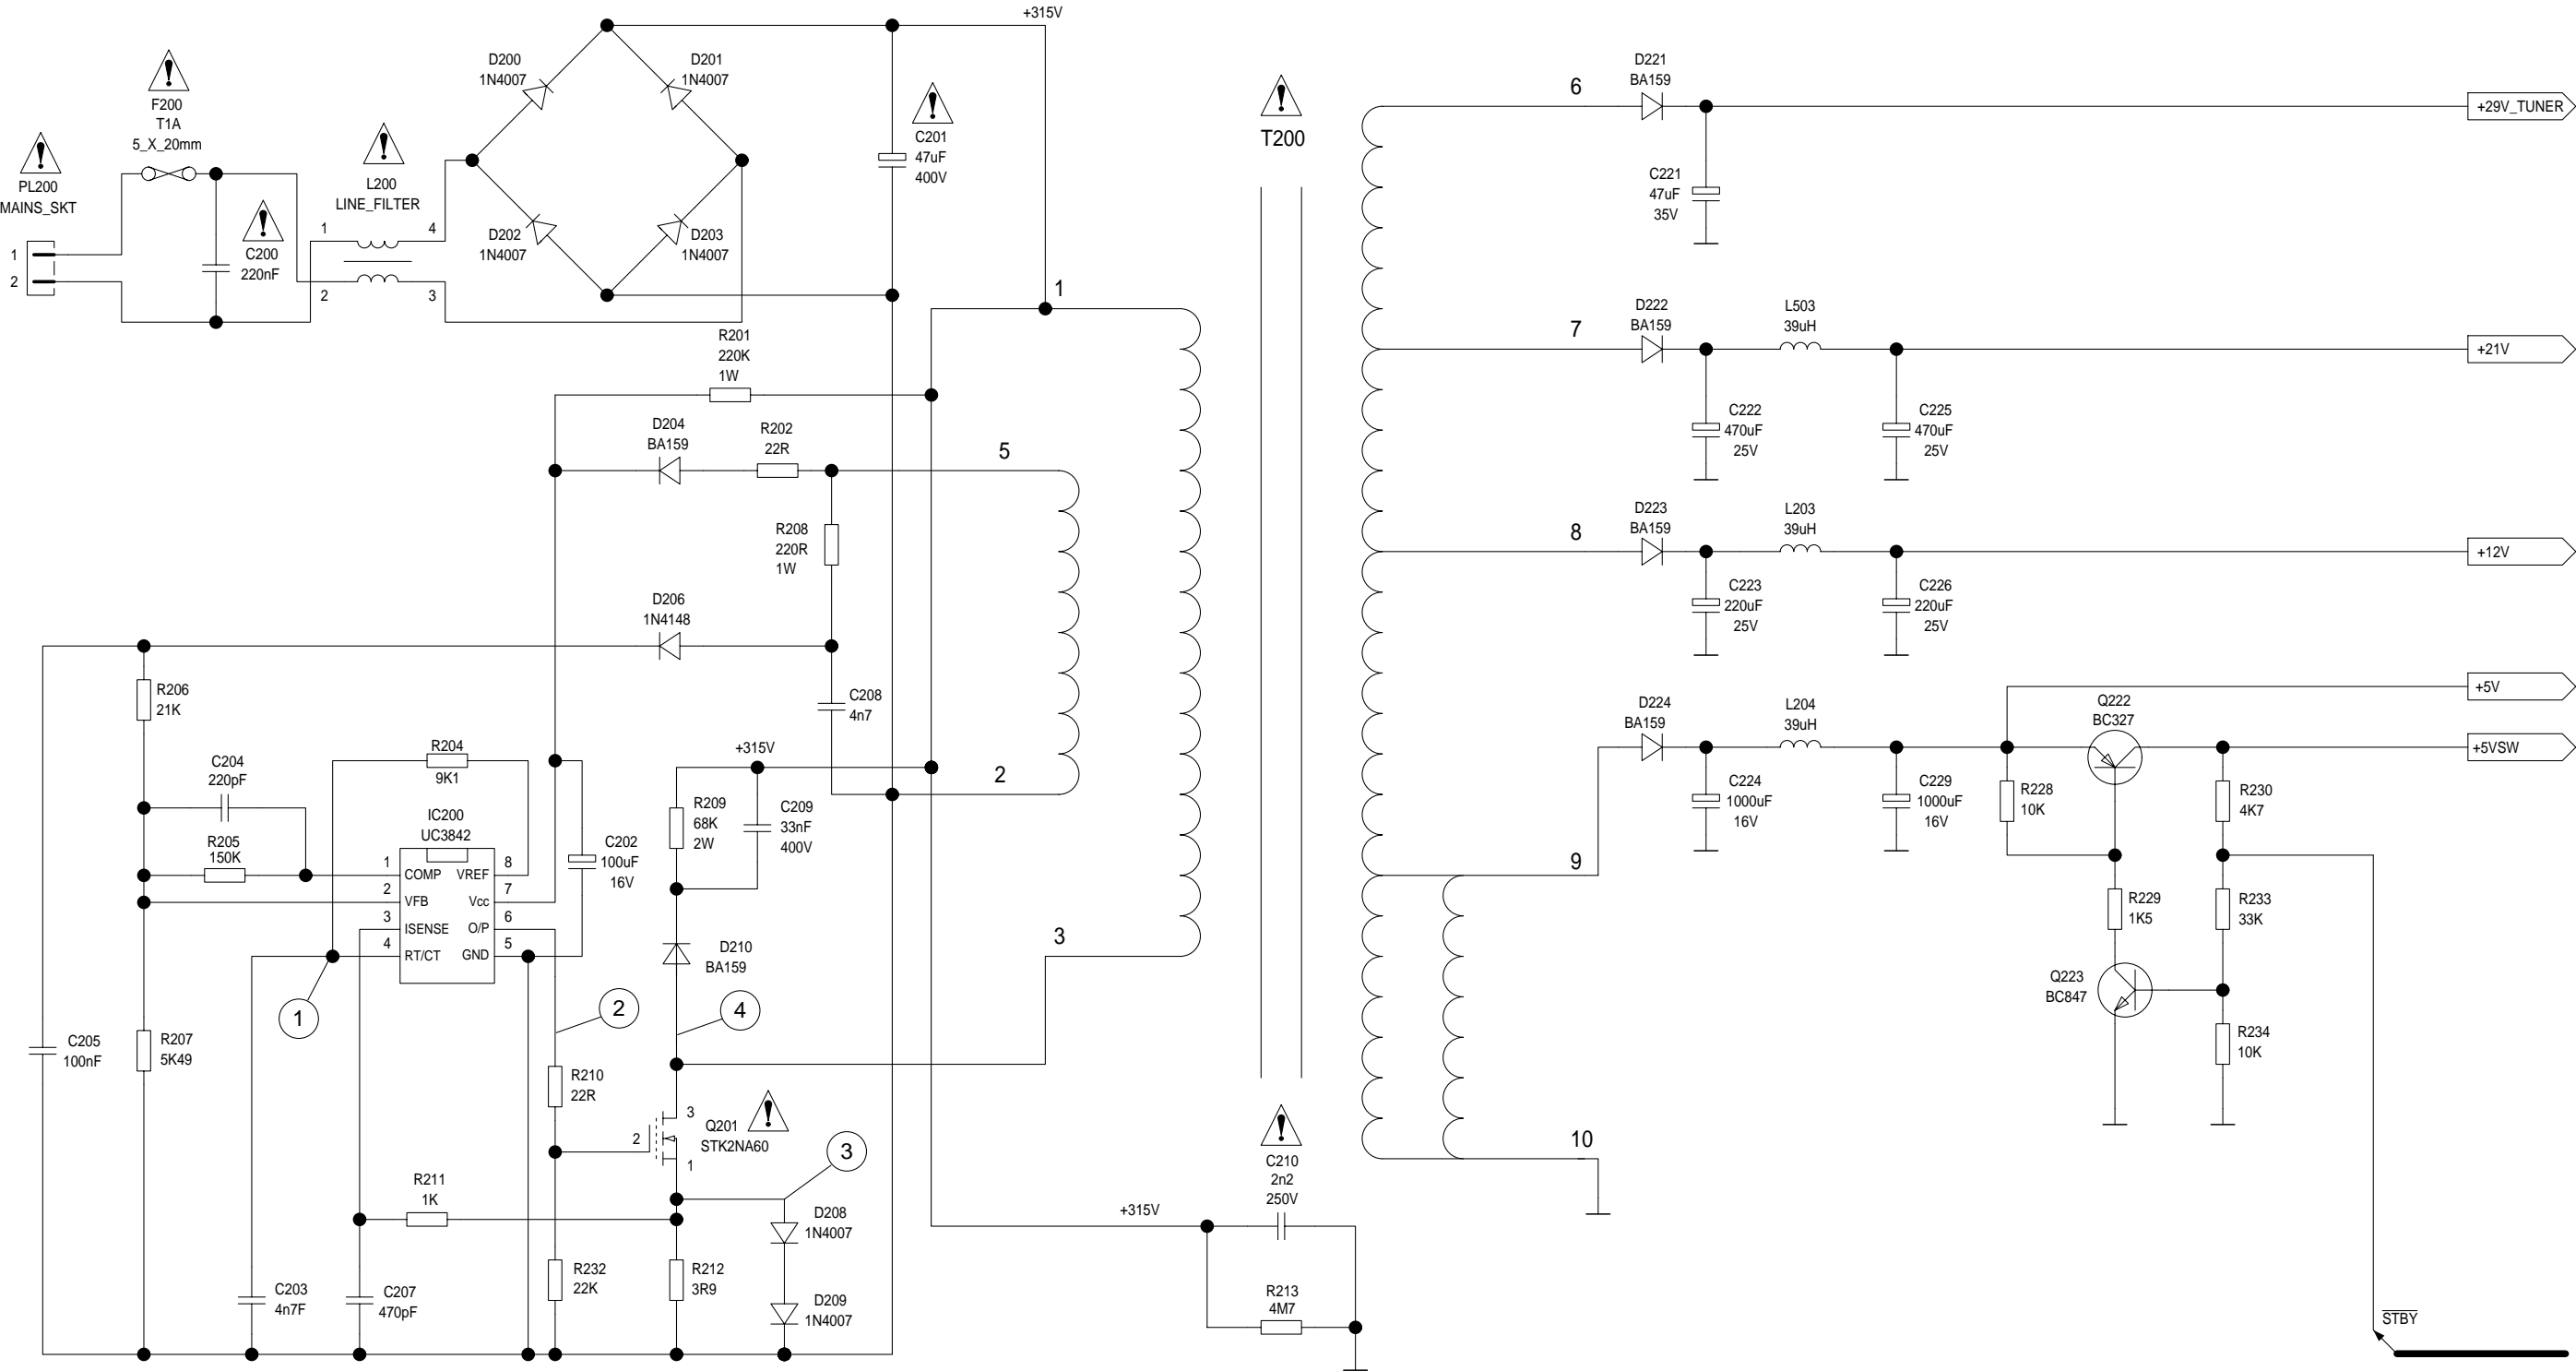 +315V
F200
T1A
5_X_20mm
PL200
MAINS_SKT
1
2
C200
220nF
L200
LINE_FILTER
1
4
2
3
D200
1N4007
D201
1N4007
D202
1N4007
D203
1N4007
C201
47uF
400V
R201
220K
1W
D204
BA159
R202
22R
R208
220R
1W
D206
1N4148
C208
4n7
1
5
2
3
T200
R206
21K
C204
220pF
R205
150K
R204
9K1
IC200
UC3842
1
COMP
VREF
8
2
VFB
Vcc
7
3
ISENSE
O/P
6
4
RT/CT
GND
5
C202
100uF
16V
+315V
R209
68K
2W
C209
33nF
400V
D210
BA159
1
2
4
C205
100nF
R207
5K49
R210
22R
2
3
1
Q201
STK2NA60
3
R211
1K
D208
1N4007
D209
1N4007
R232
22K
R212
3R9
C203
4n7F
C207
470pF
+315V
C210
2n2
250V
R213
4M7
6
D221
BA159
C221
47uF
35V
+29V_TUNER
7
D222
BA159
L503
39uH
C222
470uF
25V
C225
470uF
25V
+21V
8
D223
BA159
L203
39uH
C223
220uF
25V
C226
220uF
25V
+12V
9
10
D224
BA159
L204
39uH
C224
1000uF
16V
C229
1000uF
16V
+5V
Q222
BC327
+5VSW
R228
10K
R230
4K7
R229
1K5
R233
33K
Q223
BC847
R234
10K
STBY